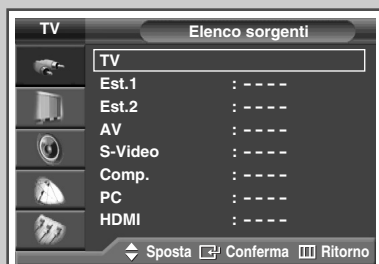 TV Elenco sorgenti
TV
Est.1 : - - - -
Est.2 : - - - -
AV : - - - -
S-Video : - - - -
Comp. : - - - -
PC : - - - -
HDMI : - - - -
Sposta Conferma Ritorno